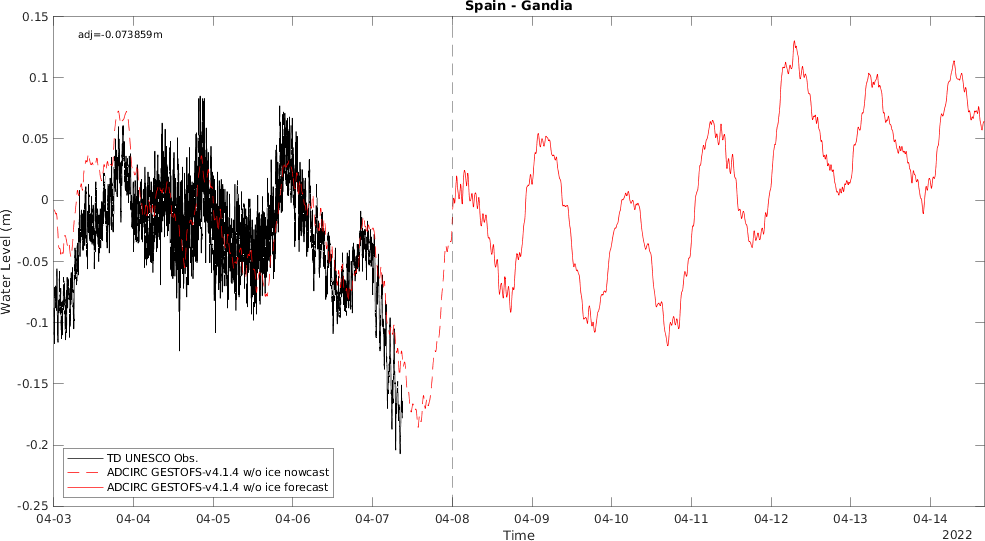 Spain - Gandia
adj=-0.073859m
0.15
0.1
0.05
0
-0.05
-0.1
-0.15
-0.2
-0.25
Water Level (m)
TD UNESCO Obs.
ADCIRC GESTOFS-v4.1.4 w/o ice nowcast
ADCIRC GESTOFS-v4.1.4 w/o ice forecast
04-03 04-04 04-05 04-06 04-07 04-08 04-09 04-10 04-11 04-12 04-13 04-14
Time
2022